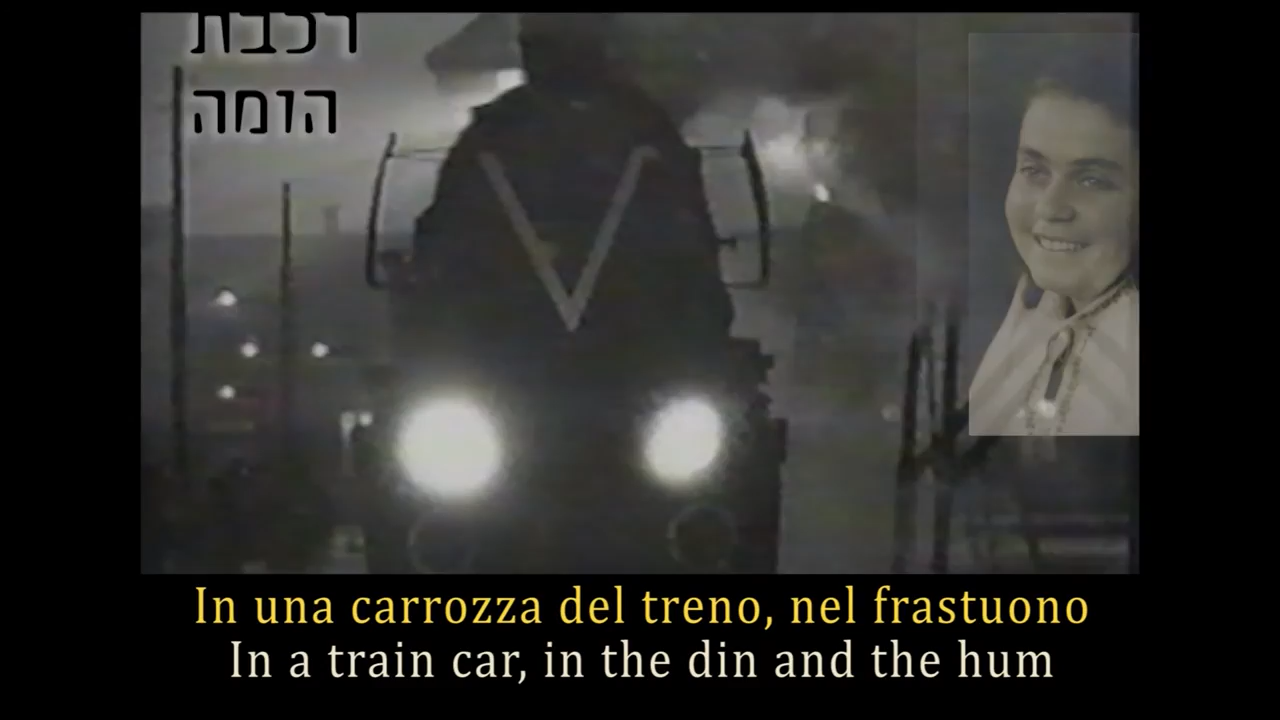 רכבת
הומה
In una carrozza del treno, nel frastuono
In a train car, in the din and the hum